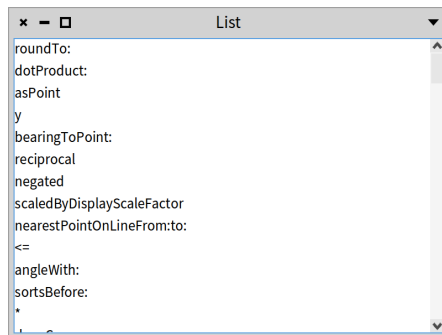 List
roundTo:
dotProduct:
asPoint
y
bearingToPoint:
reciprocal
negated
scaledByDisplayScaleFactor
nearestPointOnLineFrom:to:
<=
angleWith:
sortsBefore:
*